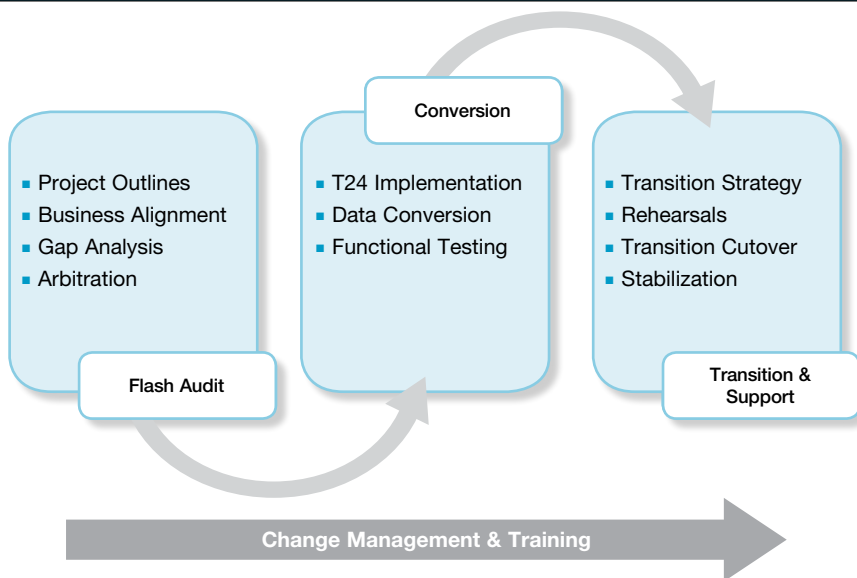 Project Outlines
Business Alignment
Gap Analysis
Arbitration
Flash Audit
Conversion
T24 Implementation
Data Conversion
Functional Testing
Transition Strategy
Rehearsals
Transition Cutover
Stabilization
Transition &
Support
Change Management & Training